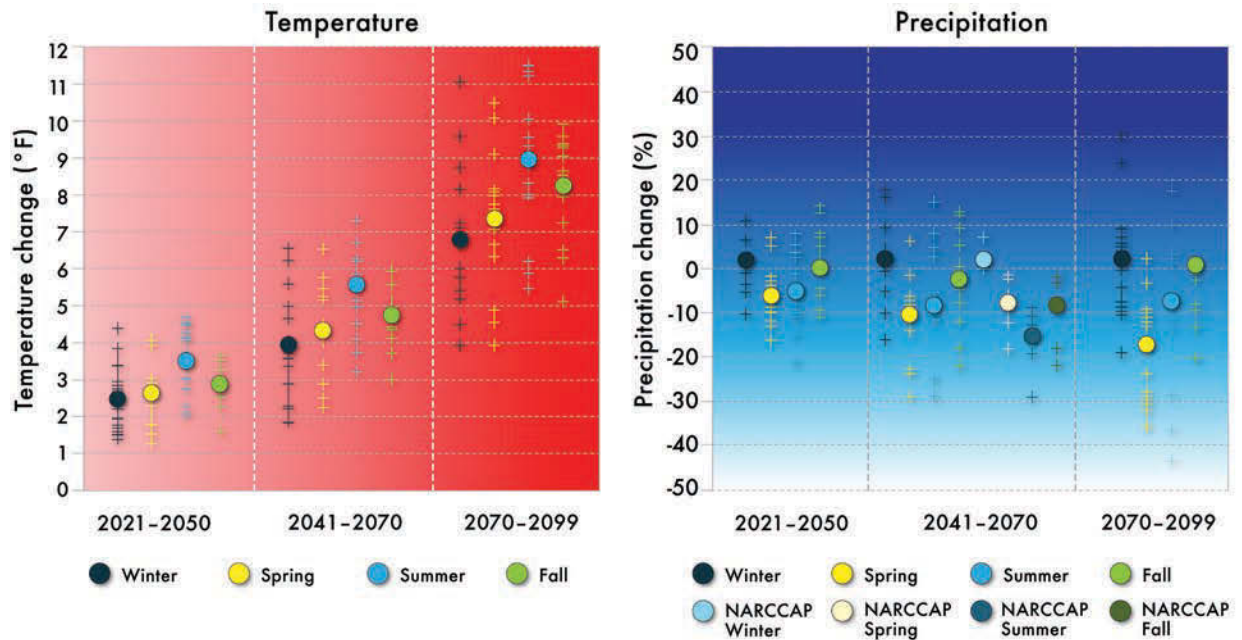 Temperature
Temperature change (°F)
12
11
10
9
8
7
6
5
4
3
2
1
0
2021–2050
2041–2070
2070–2099
Winter
Spring
Summer
Fall
Precipitation
Precipitation change (%)
50
40
30
20
10
0
-10
-20
-30
-40
-50
2021–2050
2041–2070
2070–2099
Winter
Spring
Summer
Fall
NARCCAP
Winter
NARCCAP
Spring
NARCCAP
Summer
NARCCAP
Fall